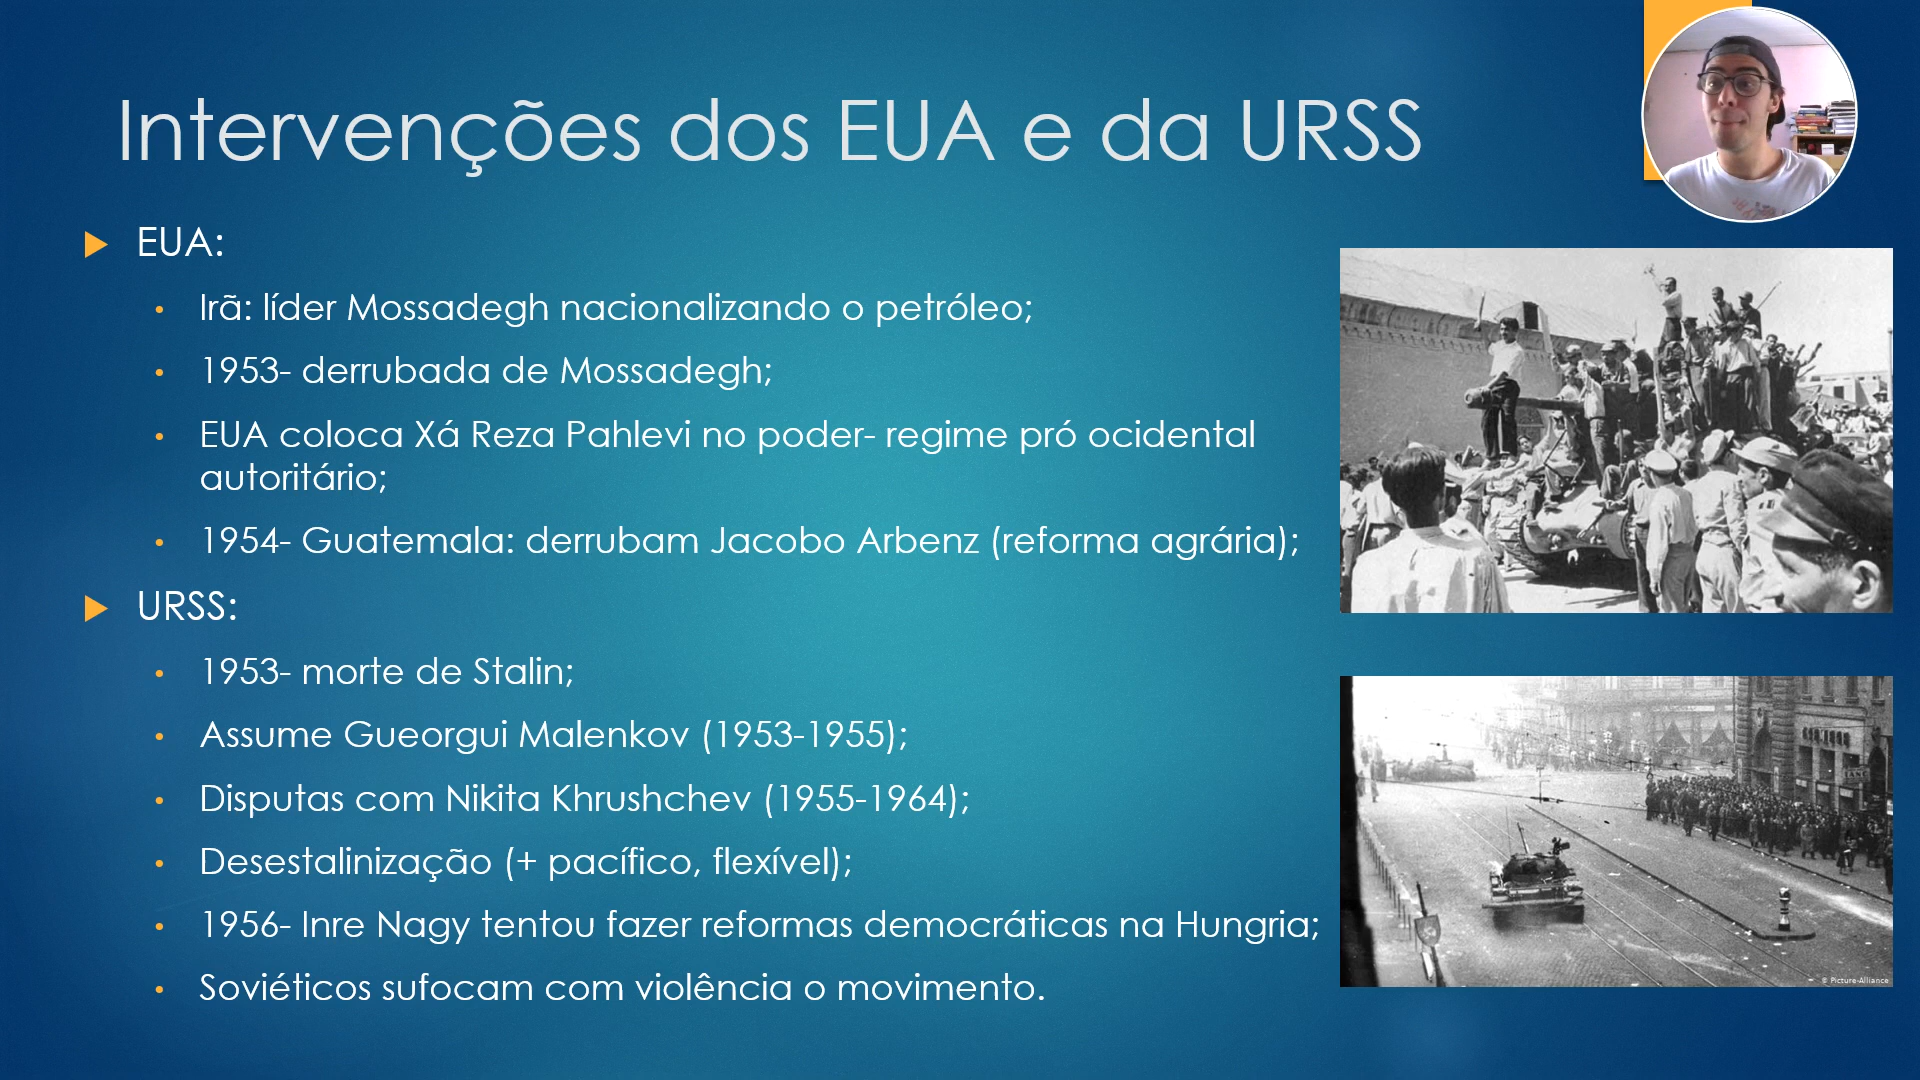 Intervenções dos EUA e da URSS
EUA:
Irã: líder Mossadegh nacionalizando o petróleo;
1953- derrubada de Mossadegh;
EUA coloca Xá Reza Pahlevi no poder- regime pró ocidental
autoritário;
1954- Guatemala: derrubam Jacobo Arbenz (reforma agrária);
URSS:
1953- morte de Stalin;
Assume Gueorgui Malenkov (1953-1955);
Disputas com Nikita Khrushchev (1955-1964);
Desestalinização (+ pacífico, flexível);
1956- Inre Nagy tentou fazer reformas democráticas na Hungria;
Soviéticos sufocam com violência o movimento.
© Picture-Alliance